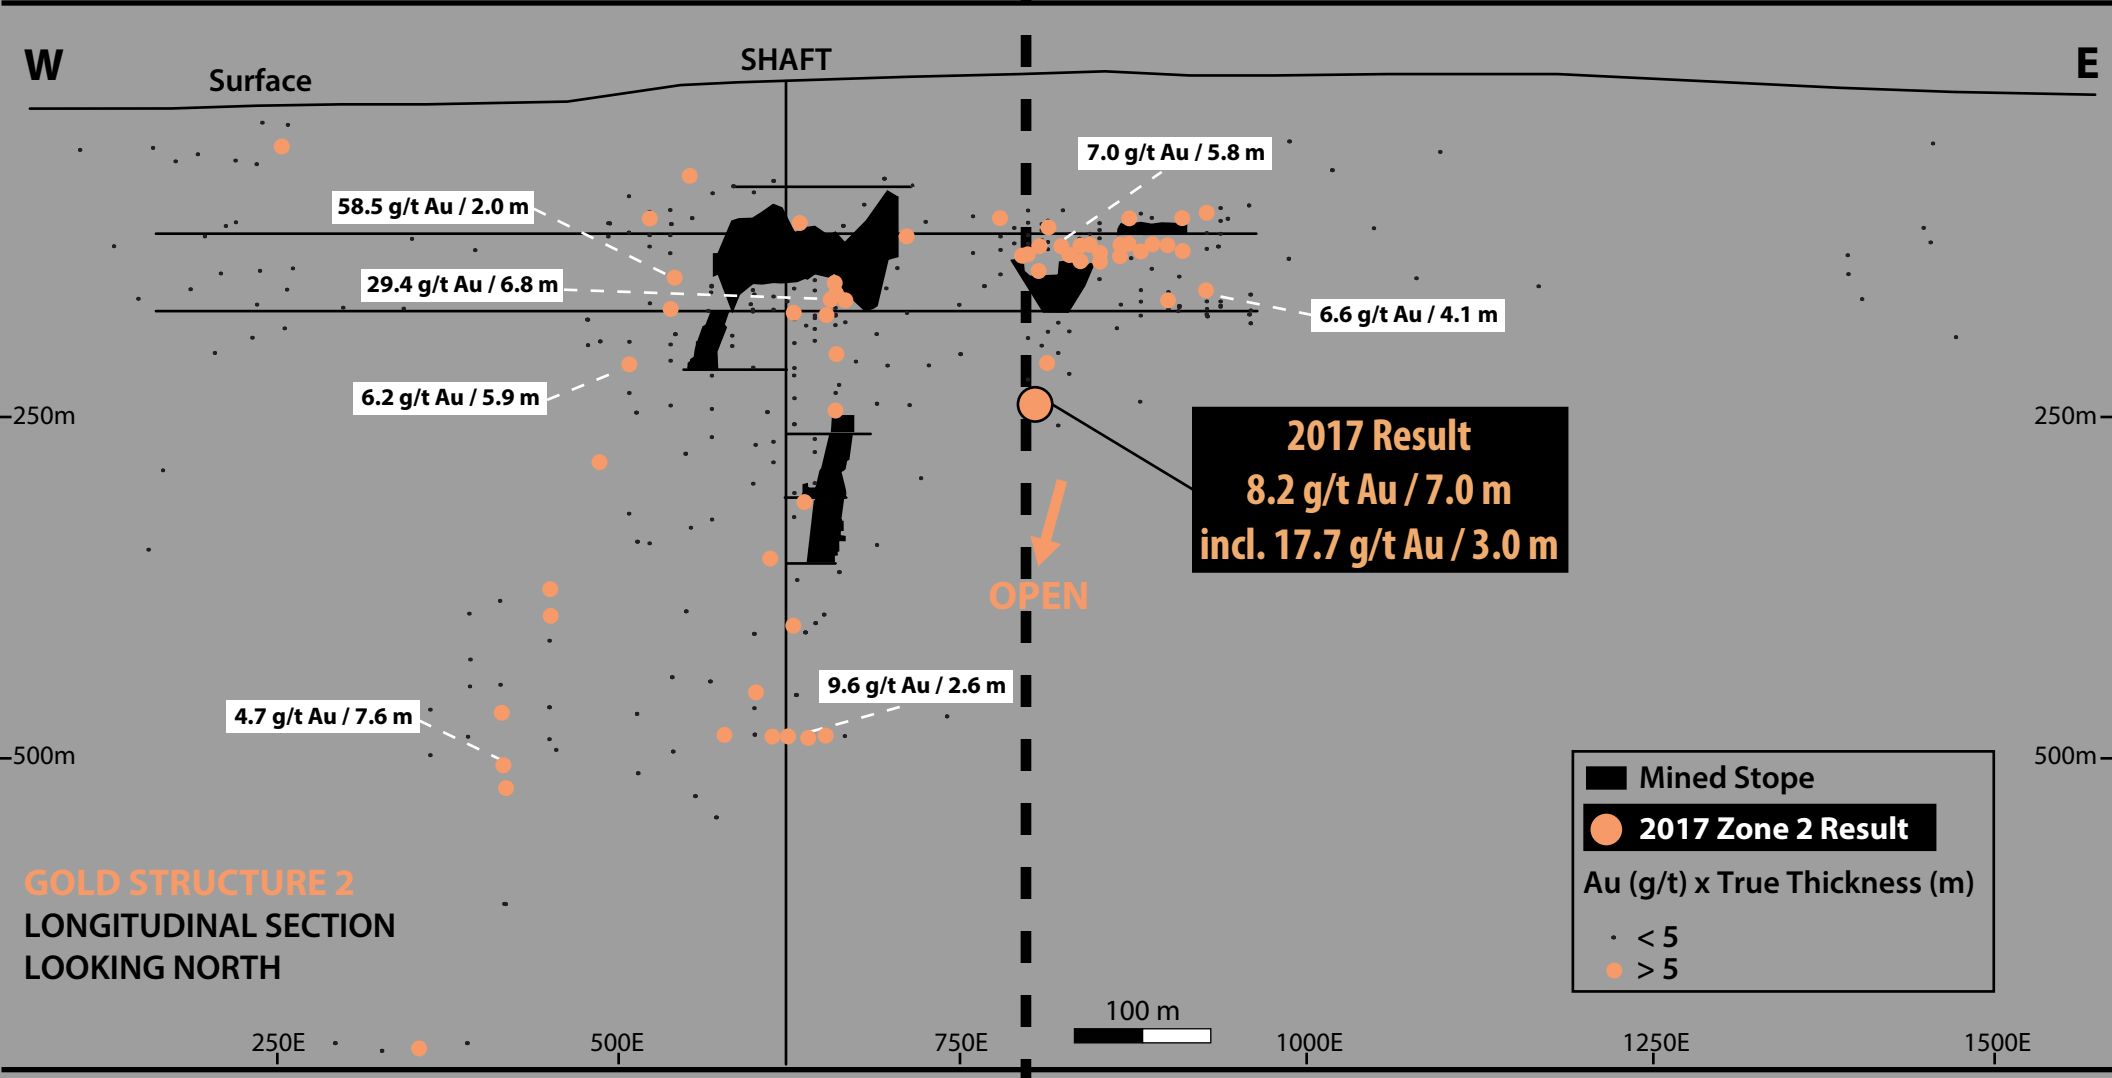 W
E
Surface
SHAFT
7.0 g/t Au / 5.8 m
58.5 g/t Au / 2.0 m
29.4 g/t Au / 6.8 m
6.6 g/t Au / 4.1 m
6.2 g/t Au / 5.9 m
250m
250m
2017 Result
8.2 g/t Au / 7.0 m
incl. 17.7 g/t Au / 3.0 m
OPEN
9.6 g/t Au / 2.6 m
4.7 g/t Au / 7.6 m
500m
500m
Mined Stope
2017 Zone 2 Result
Au (g/t) x True Thickness (m)
< 5
> 5
GOLD STRUCTURE 2
LONGITUDINAL SECTION
LOOKING NORTH
100 m
250E
500E
750E
1000E
1250E
1500E